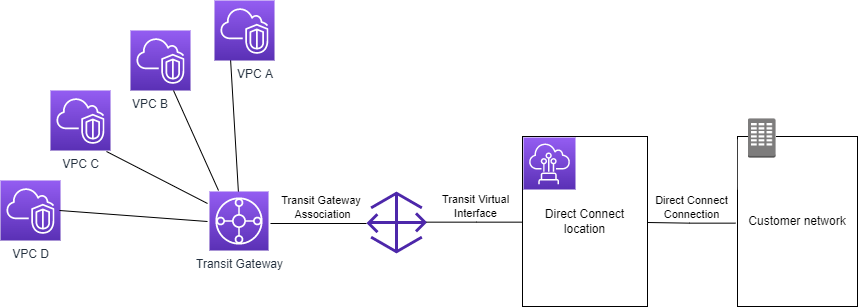 VPC A
VPC B
VPC C
VPC D
Transit Gateway
Transit Gateway
Association
Transit Virtual
Interface
Direct Connect
location
Direct Connect
Connection
Customer network